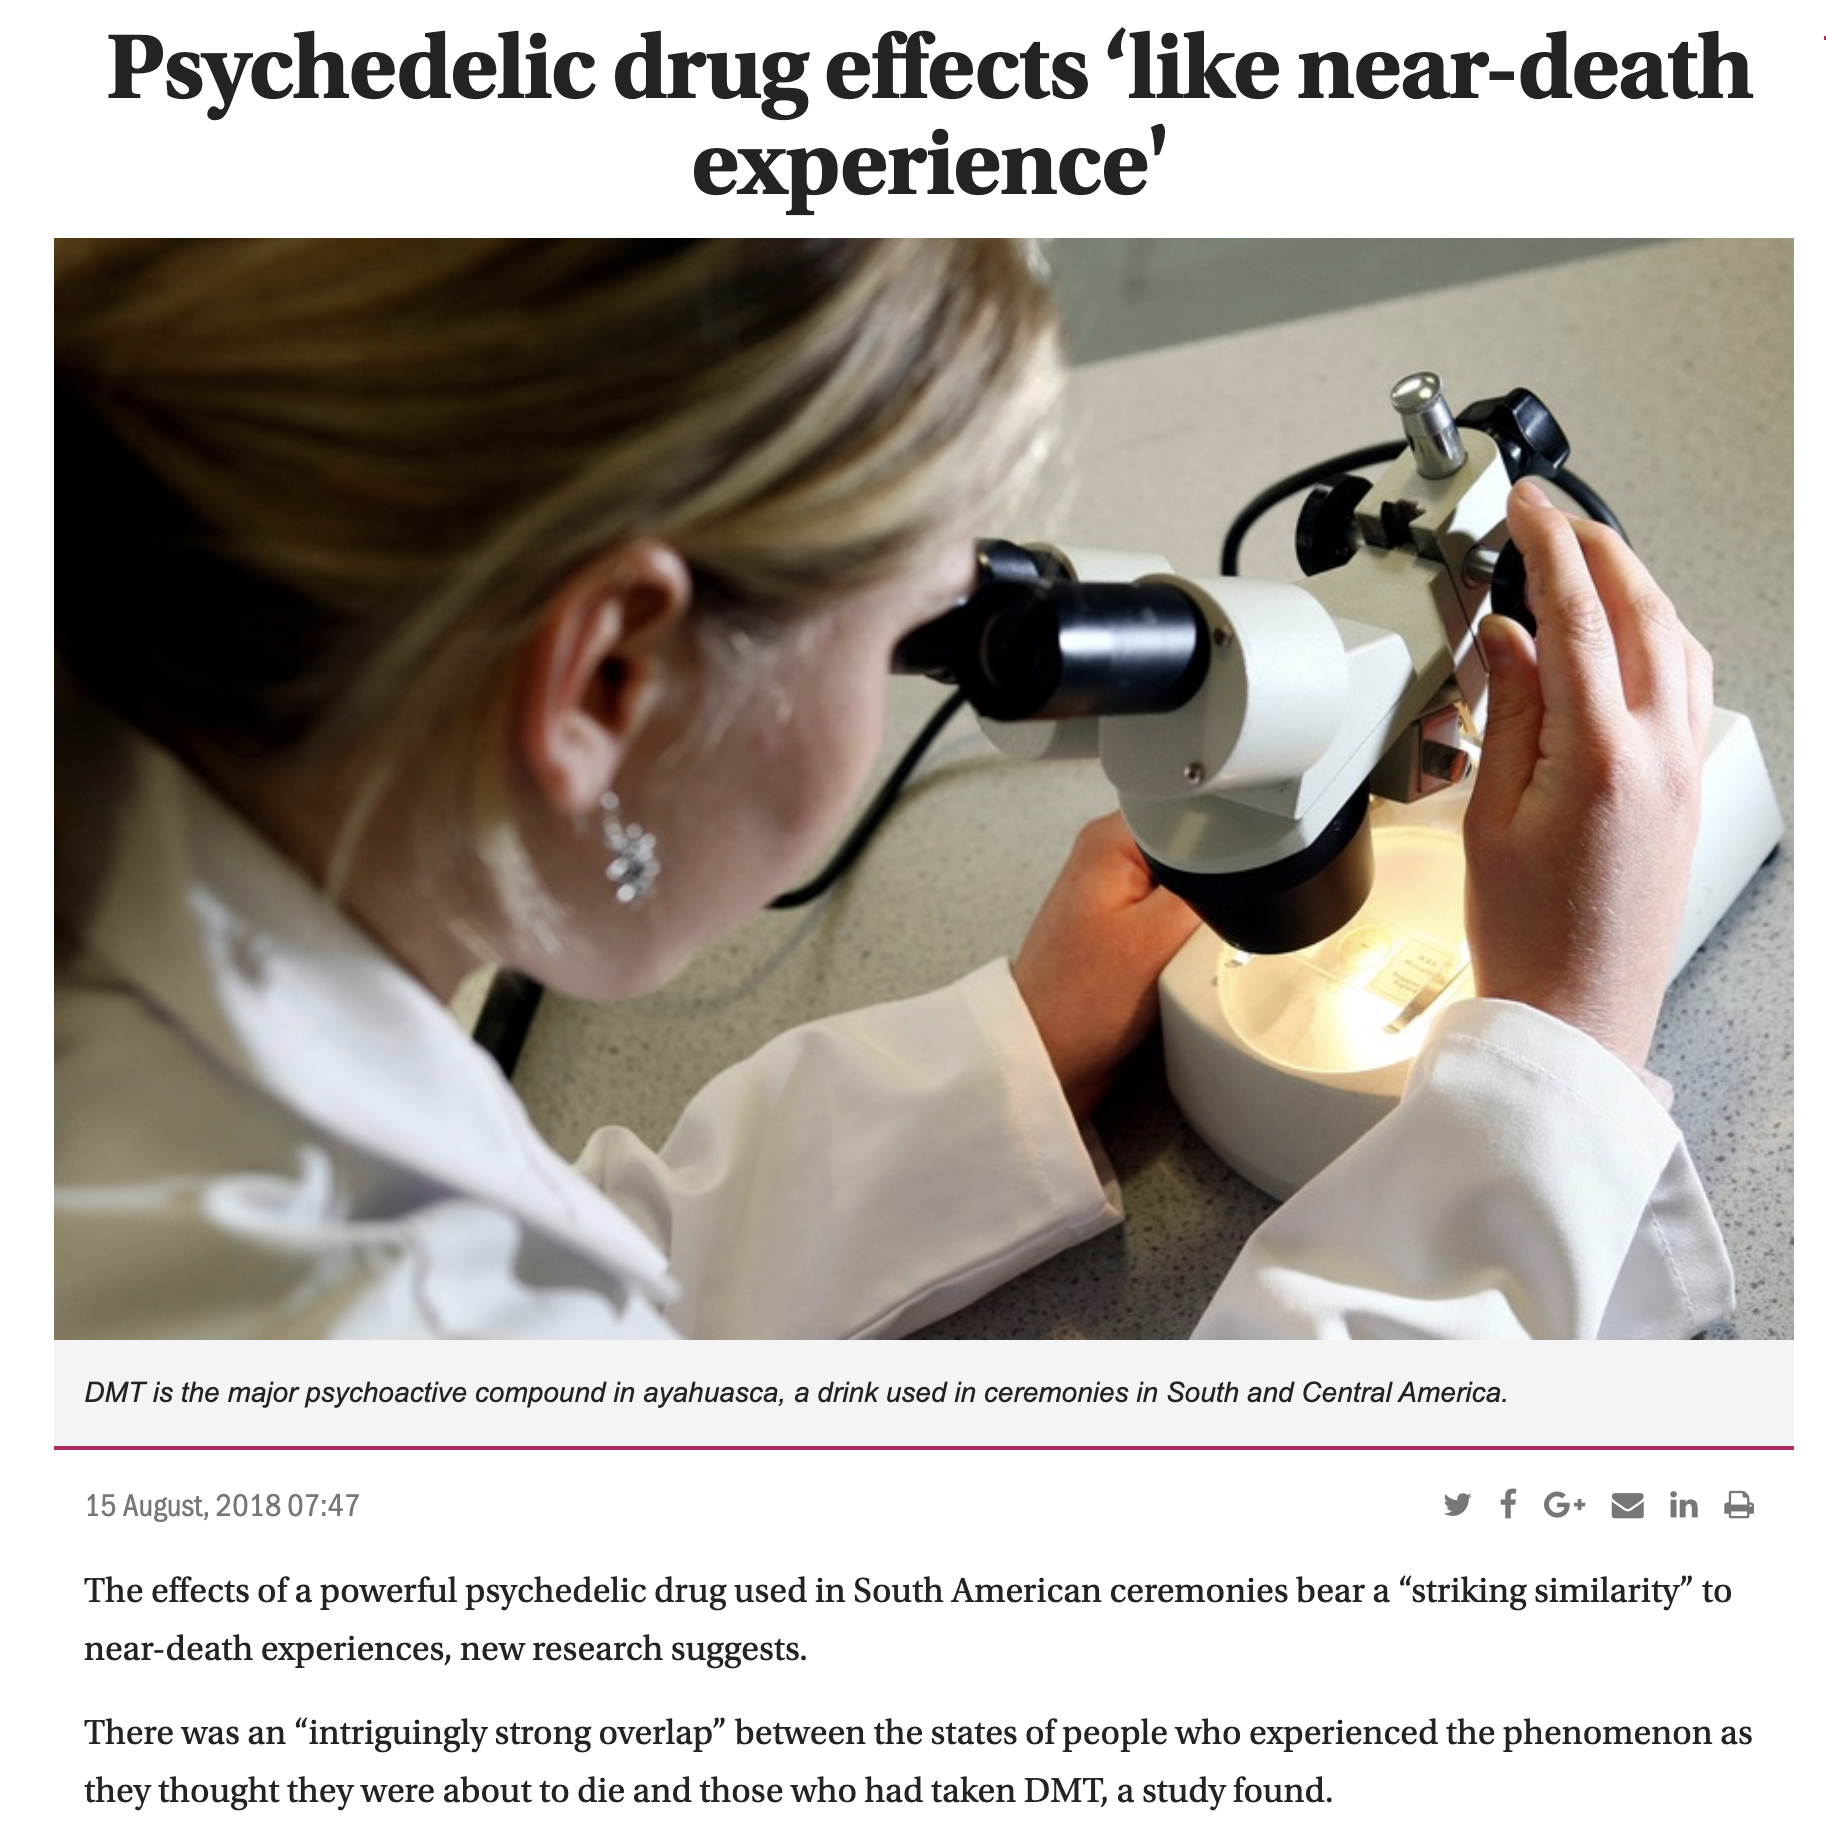 Psychedelic drug effects ‘like near-death
experience'
DMT is the major psychoactive compound in ayahuasca, a drink used in ceremonies in South and Central America.
15 August, 2018 07:47
The effects of a powerful psychedelic drug used in South American ceremonies bear a “striking similarity” to
near-death experiences, new research suggests.
There was an “intriguingly strong overlap” between the states of people who experienced the phenomenon as
they thought they were about to die and those who had taken DMT, a study found.